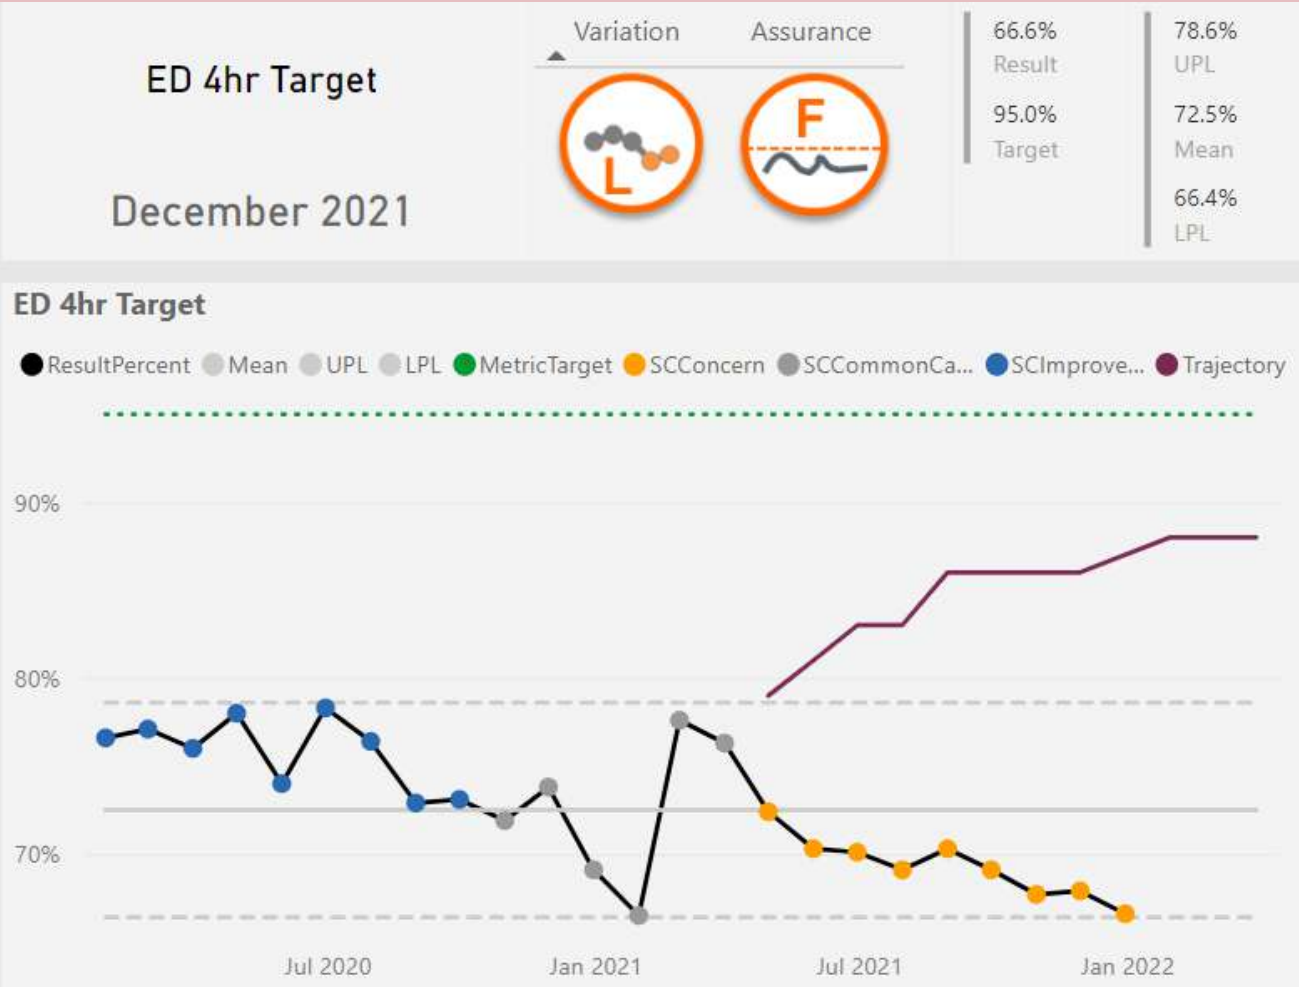 ED 4hr Target
December 2021
Variation Assurance
L
F
66.6%
Result
95.0%
Target
78.6%
UPL
72.5%
Mean
66.4%
LPL
ED 4hr Target
ResultPercent Mean UPL LPL MetricTarget SCConcern SCCommonCa... SCImprove... Trajectory
90%
80%
70%
Jul 2020 Jan 2021 Jul 2021 Jan 2022